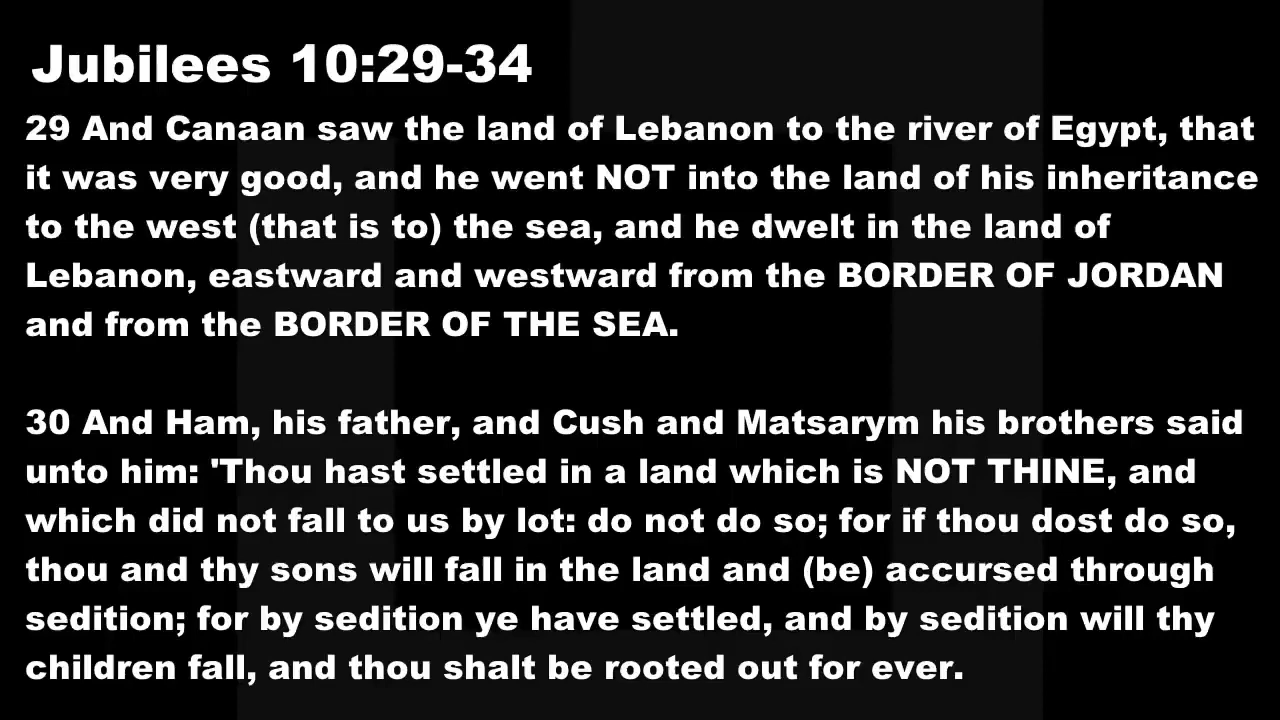 Jubilees 10:29-34
29 And Canaan saw the land of Lebanon to the river of Egypt, that
it was very good, and he went NOT into the land of his inheritance
to the west (that is to) the sea, and he dwelt in the land of
Lebanon, eastward and westward from the BORDER OF JORDAN
and from the BORDER OF THE SEA.
30 And Ham, his father, and Cush and Matsarym his brothers said
unto him: 'Thou hast settled in a land which is NOT THINE, and
which did not fall to us by lot: do not do so; for if thou dost do so,
thou and thy sons will fall in the land and (be) accursed through
sedition; for by sedition ye have settled, and by sedition will thy
children fall, and thou shalt be rooted out for ever.